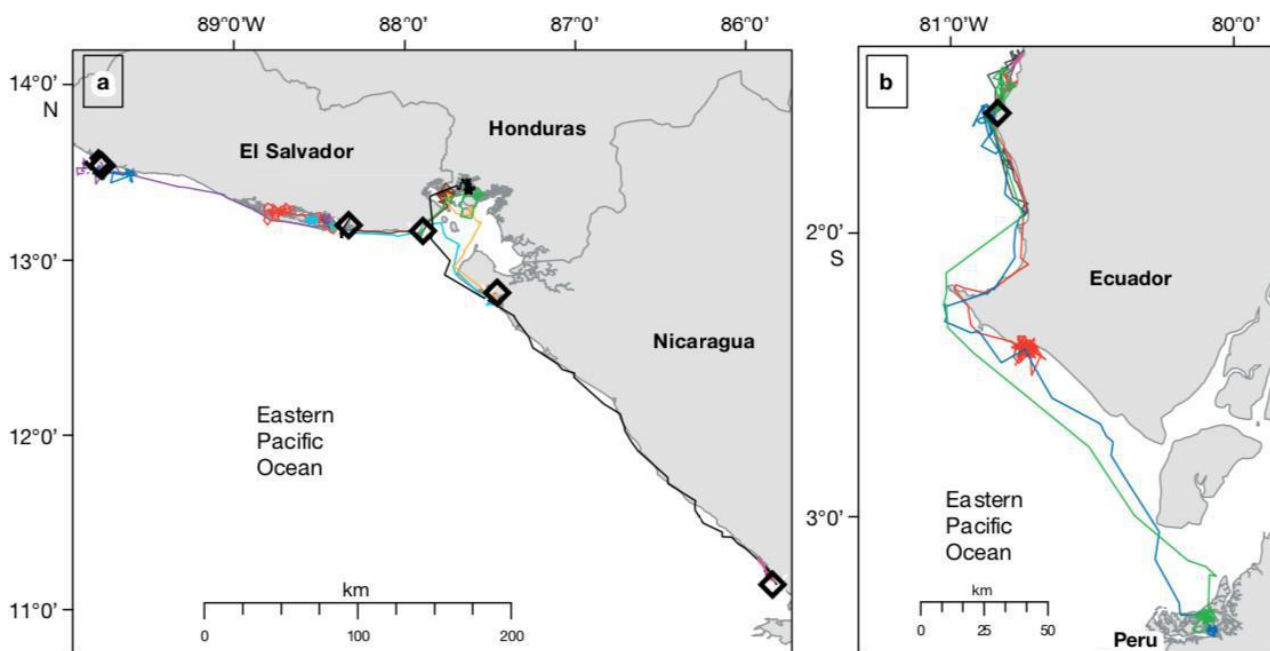 89°0'W
88°0'
87°0'
86°0'
14°0'
N
a
Honduras
El Salvador
13°0'
Nicaragua
12°0'
Eastern
Pacific
Ocean
11°0'
km
0
100
200
81°0'W
80°0'
b
2°0'
S
Ecuador
3°0'
Eastern
Pacific
Ocean
km
0
25
50
Peru